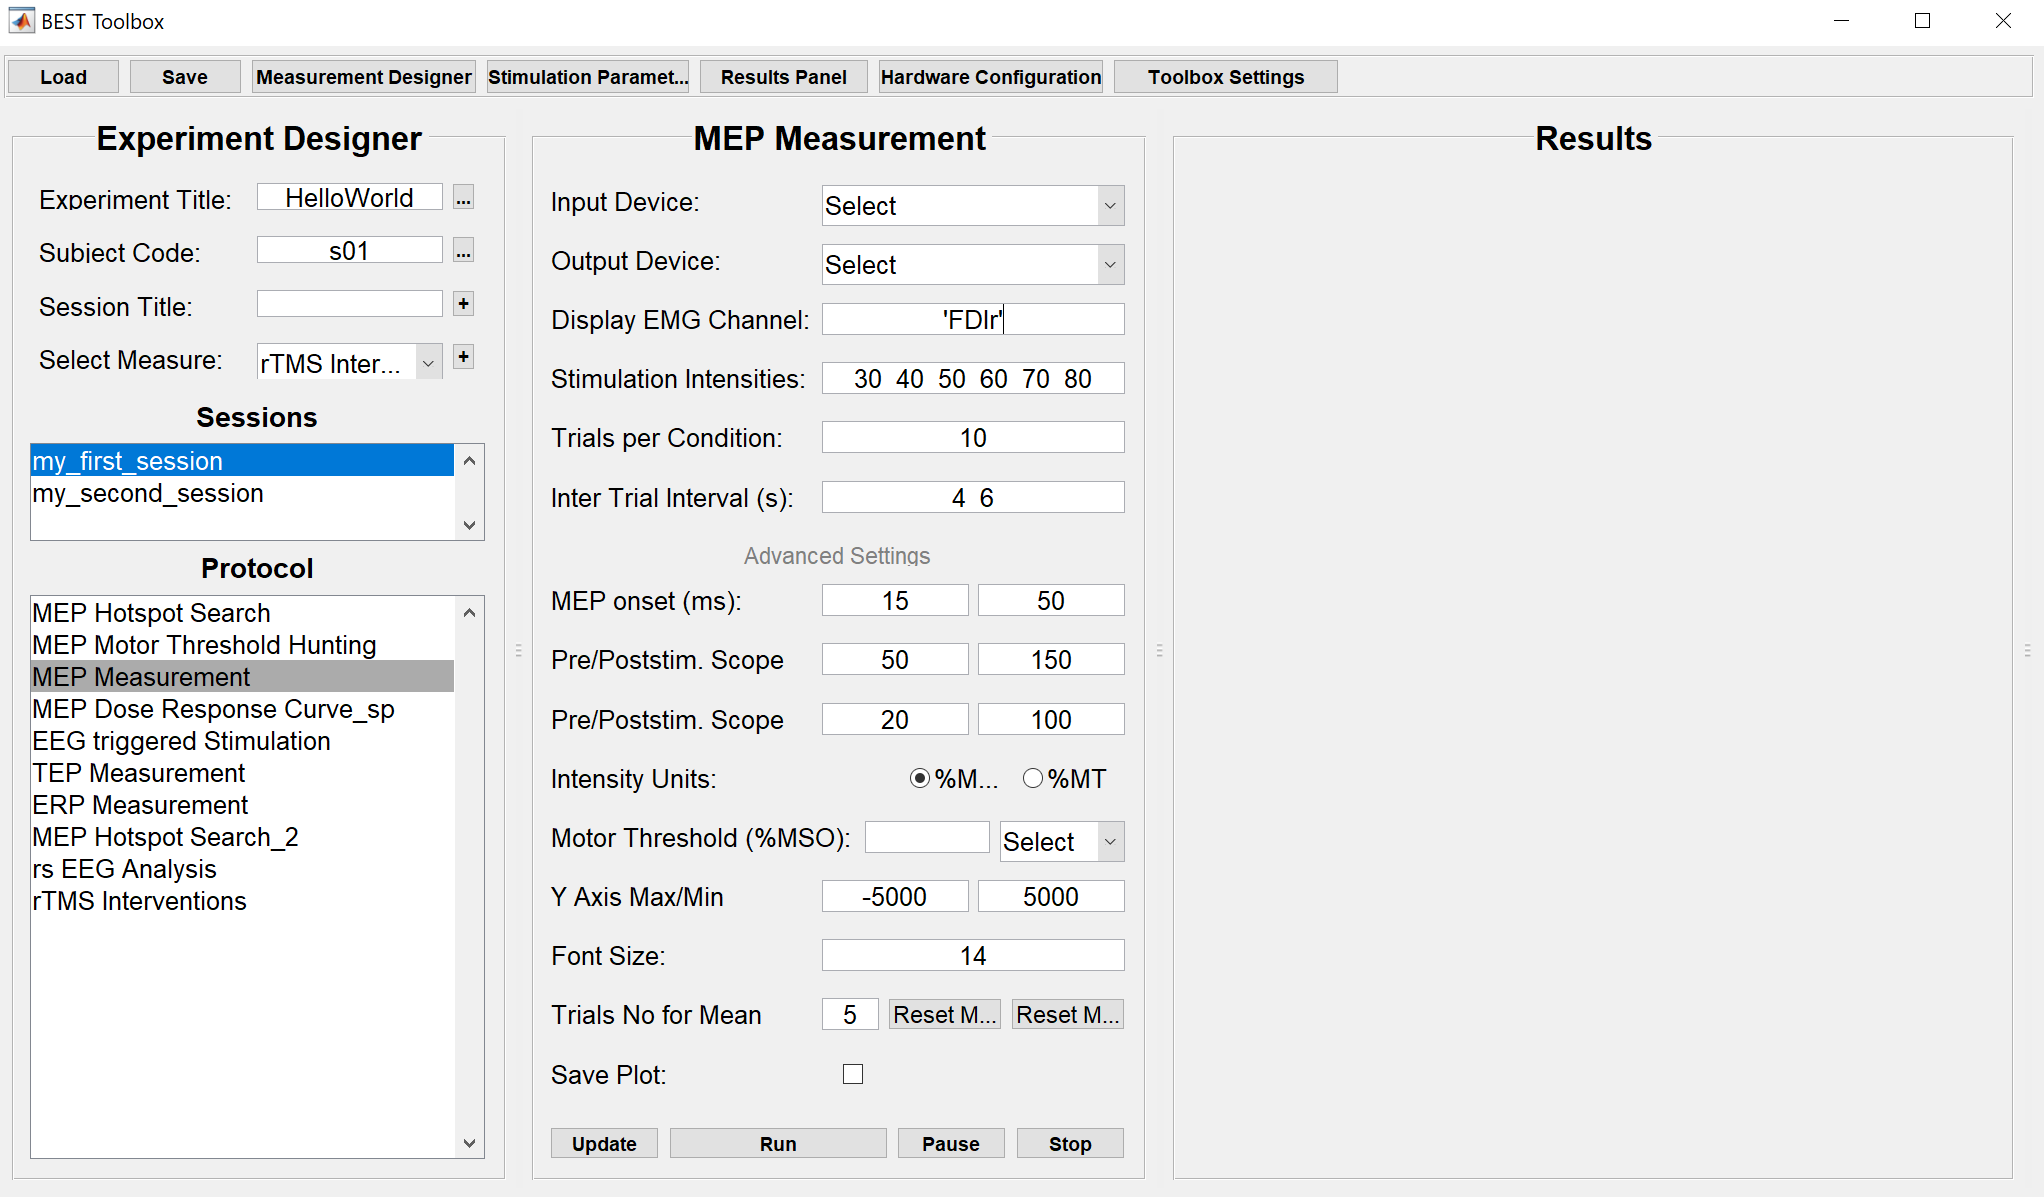 BEST Toolbox
Load Save Measurement Designer Stimulation Paramet... Results Panel Hardware Configuration Toolbox Settings
Experiment Designer
Experiment Title: HelloWorld ...
Subject Code: s01 ...
Session Title: +
Select Measure: rTMS Inter... +
Sessions
my_first_session
my_second_session
Protocol
MEP Hotspot Search
MEP Motor Threshold Hunting
MEP Measurement
MEP Dose Response Curve_sp
EEG triggered Stimulation
TEP Measurement
ERP Measurement
MEP Hotspot Search_2
rs EEG Analysis
rTMS Interventions
MEP Measurement
Input Device: Select
Output Device: Select
Display EMG Channel: 'FDIr'
Stimulation Intensities: 30 40 50 60 70 80
Trials per Condition: 10
Inter Trial Interval (s): 4 6
Advanced Settings
MEP onset (ms): 15 50
Pre/Poststim. Scope 50 150
Pre/Poststim. Scope 20 100
Intensity Units: %M... %MT
Motor Threshold (%MSO): Select
Y Axis Max/Min -5000 5000
Font Size: 14
Trials No for Mean 5 Reset M... Reset M...
Save Plot:
Update Run Pause Stop
Results